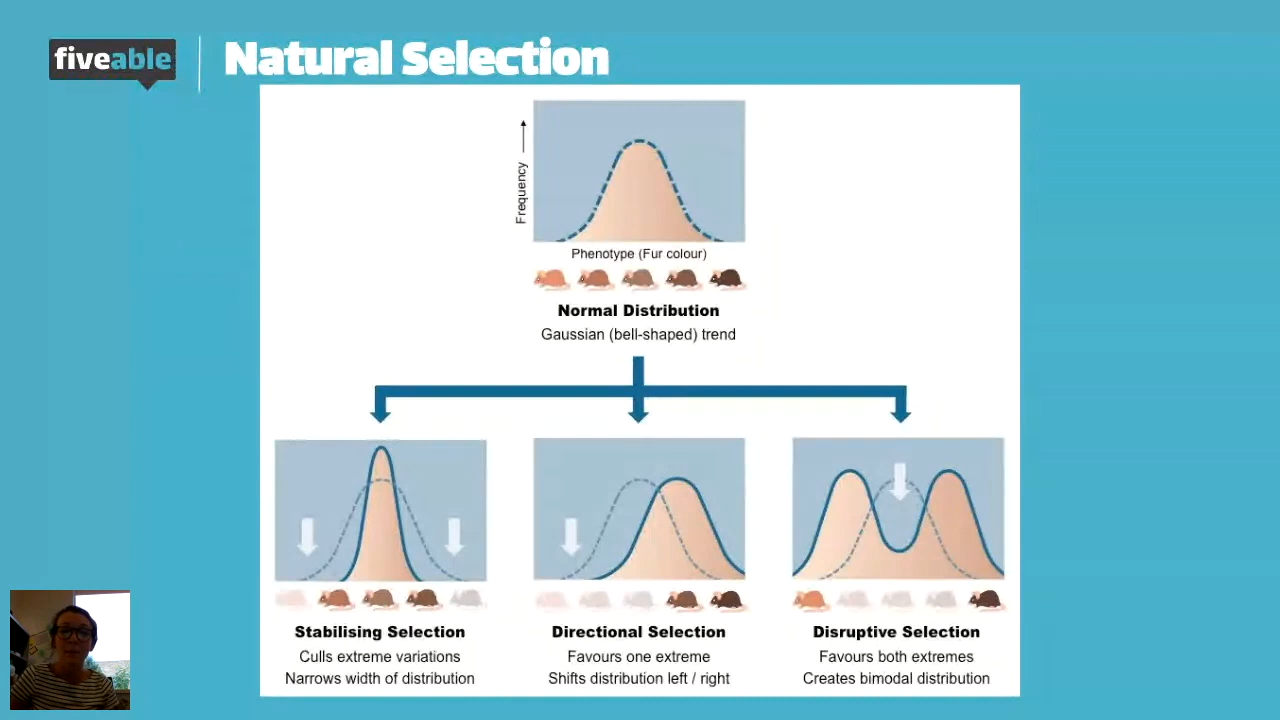 fiveable
Natural Selection
Frequency
Phenotype (Fur colour)
Normal Distribution
Gaussian (bell-shaped) trend
Stabilising Selection
Culls extreme variations
Narrows width of distribution
Directional Selection
Favours one extreme
Shifts distribution left / right
Disruptive Selection
Favours both extremes
Creates bimodal distribution